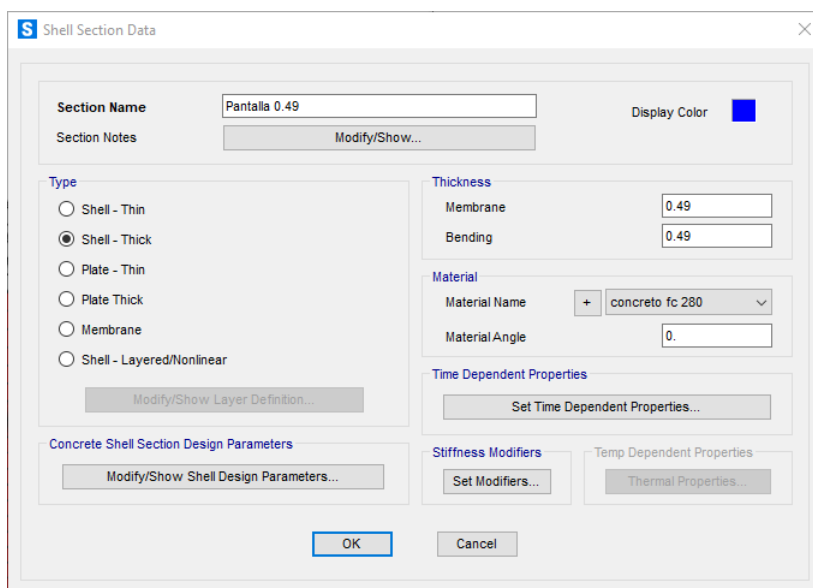 S Shell Section Data
Section Name Pantalla 0.49 Display Color
Section Notes Modify/Show...
Type
Shell - Thin
Shell - Thick
Plate - Thin
Plate Thick
Membrane
Shell - Layered/Nonlinear
Modify/Show Layer Definition...
Concrete Shell Section Design Parameters
Modify/Show Shell Design Parameters...
Thickness
Membrane 0.49
Bending 0.49
Material
Material Name + concreto fc 280
Material Angle 0.
Time Dependent Properties
Set Time Dependent Properties...
Stiffness Modifiers
Set Modifiers...
Temp Dependent Properties
Thermal Properties...
OK Cancel